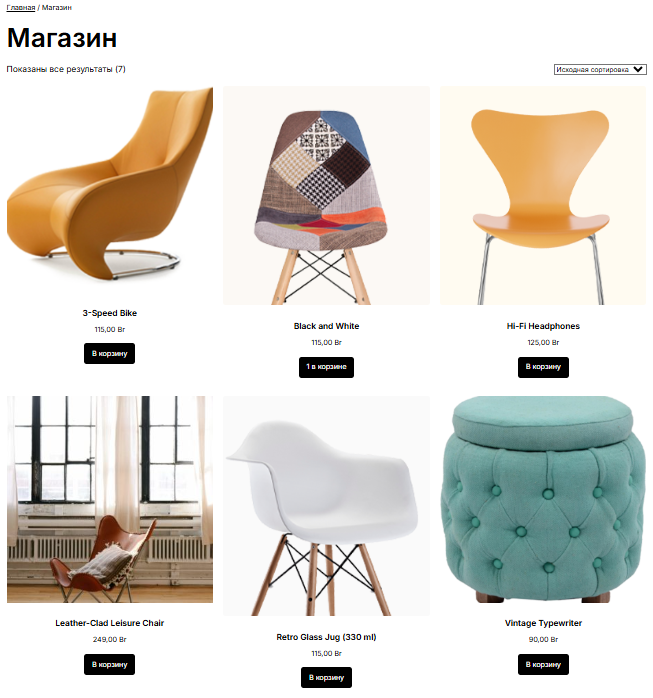 Главная / Магазин
Магазин
Показаны все результаты (7)
Исходная сортировка
3-Speed Bike
115,00 Br
В корзину
Black and White
115,00 Br
1 в корзине
Hi-Fi Headphones
125,00 Br
В корзину
Leather-Clad Leisure Chair
249,00 Br
В корзину
Retro Glass Jug (330 ml)
115,00 Br
В корзину
Vintage Typewriter
90,00 Br
В корзину